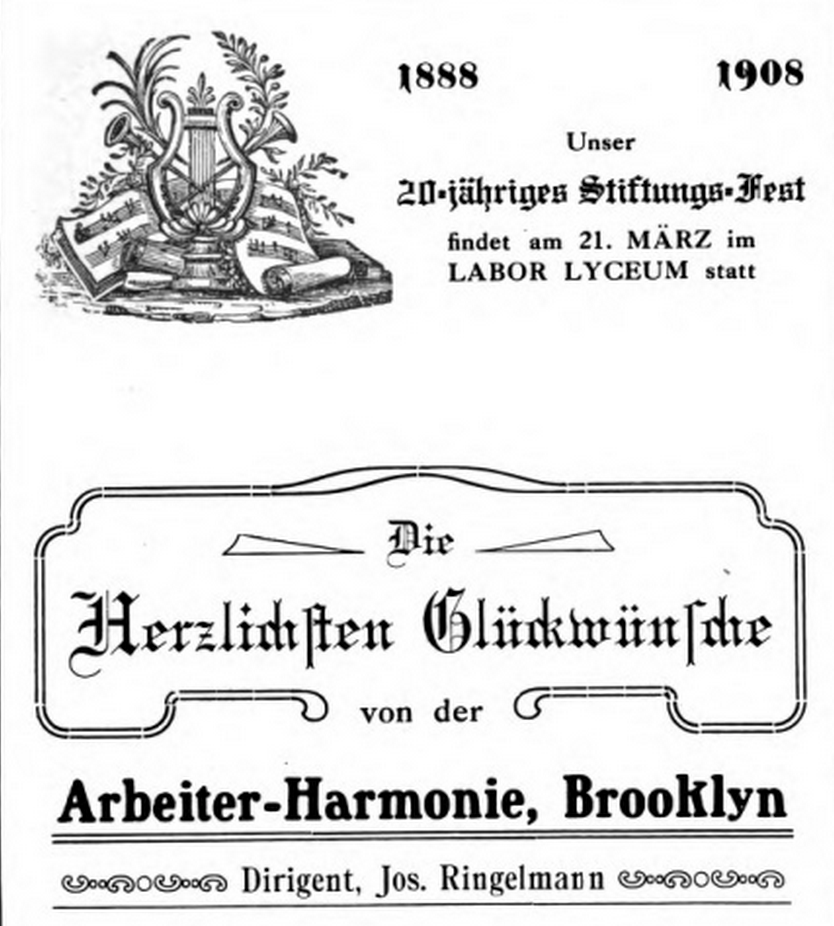 1888 1908
Unser
20-jähriges Stiftungs-Fest
findet am 21. MÄRZ im
LABOR LYCEUM statt
Die
Herzlichſten Glückwünſche
von der
Arbeiter-Harmonie, Brooklyn
Dirigent, Jos. Ringelmann